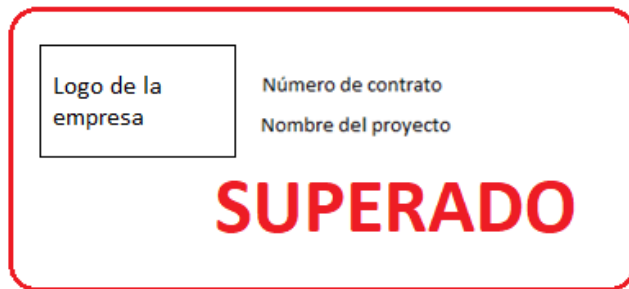 Logo de la
empresa
Número de contrato
Nombre del proyecto
SUPERADO